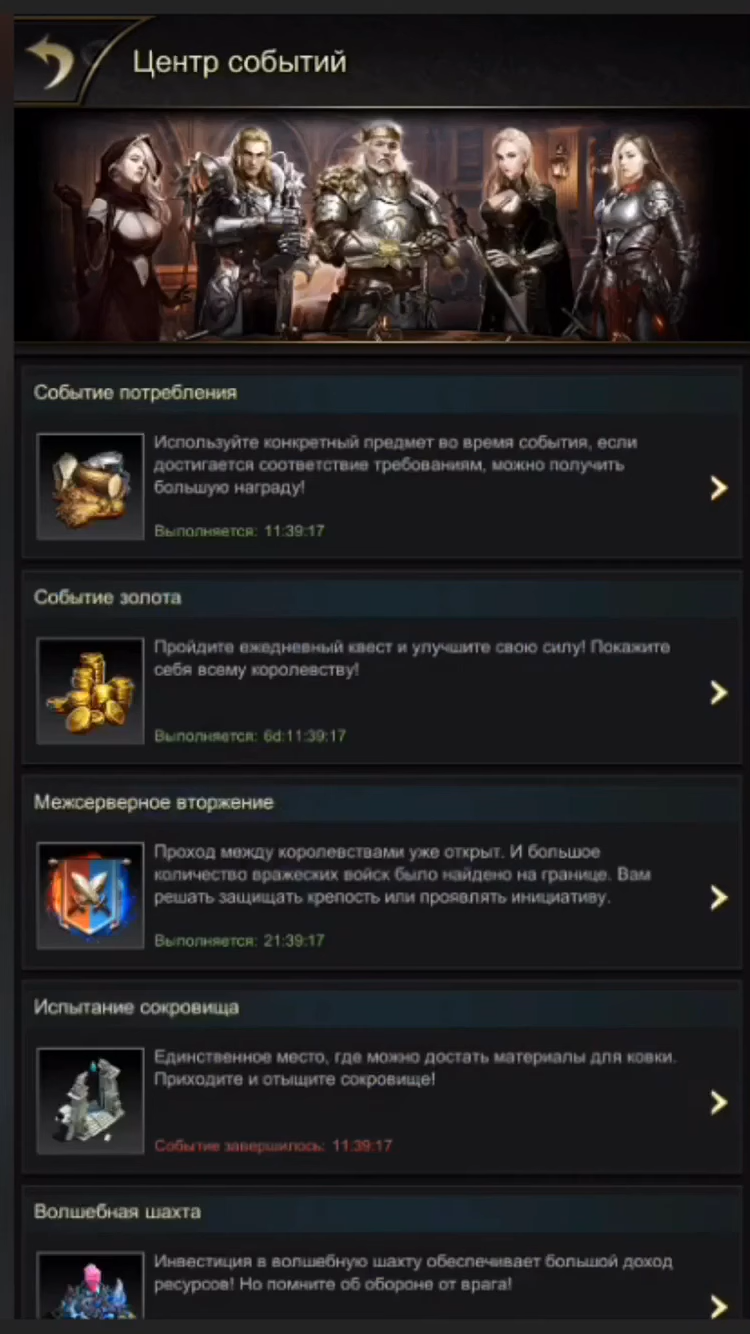 Центр событий
Событие потребления
Используйте конкретный предмет во время события, если
достигается соответствие требованиям, можно получить
большую награду!
Выполняется: 11:39:17
Событие золота
Пройдите ежедневный квест и улучшите свою силу! Покажите
себя всему королевству!
Выполняется: 6d:11:39:17
Межсерверное вторжение
Проход между королевствами уже открыт. И большое
количество вражеских войск было найдено на границе. Вам
решать защищать крепость или проявлять инициативу.
Выполняется: 21:39:17
Испытание сокровища
Единственное место, где можно достать материалы для ковки.
Приходите и отыщите сокровище!
Событие завершилось: 11:39:17
Волшебная шахта
Инвестиция в волшебную шахту обеспечивает большой доход
ресурсов! Но помните об обороне от врага!